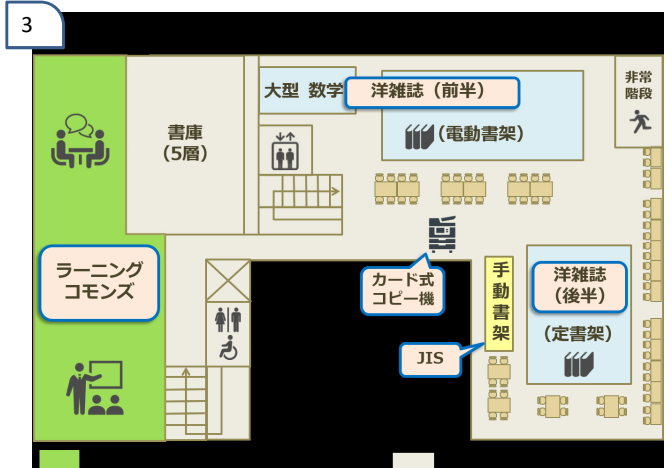 3
大型 数学
洋雑誌（前半）
非常
階段
書庫
(5層)
(電動書架)
ラーニング
コモンズ
カード式
コピー機
手動書架
洋雑誌
(後半)
(定書架)
JIS